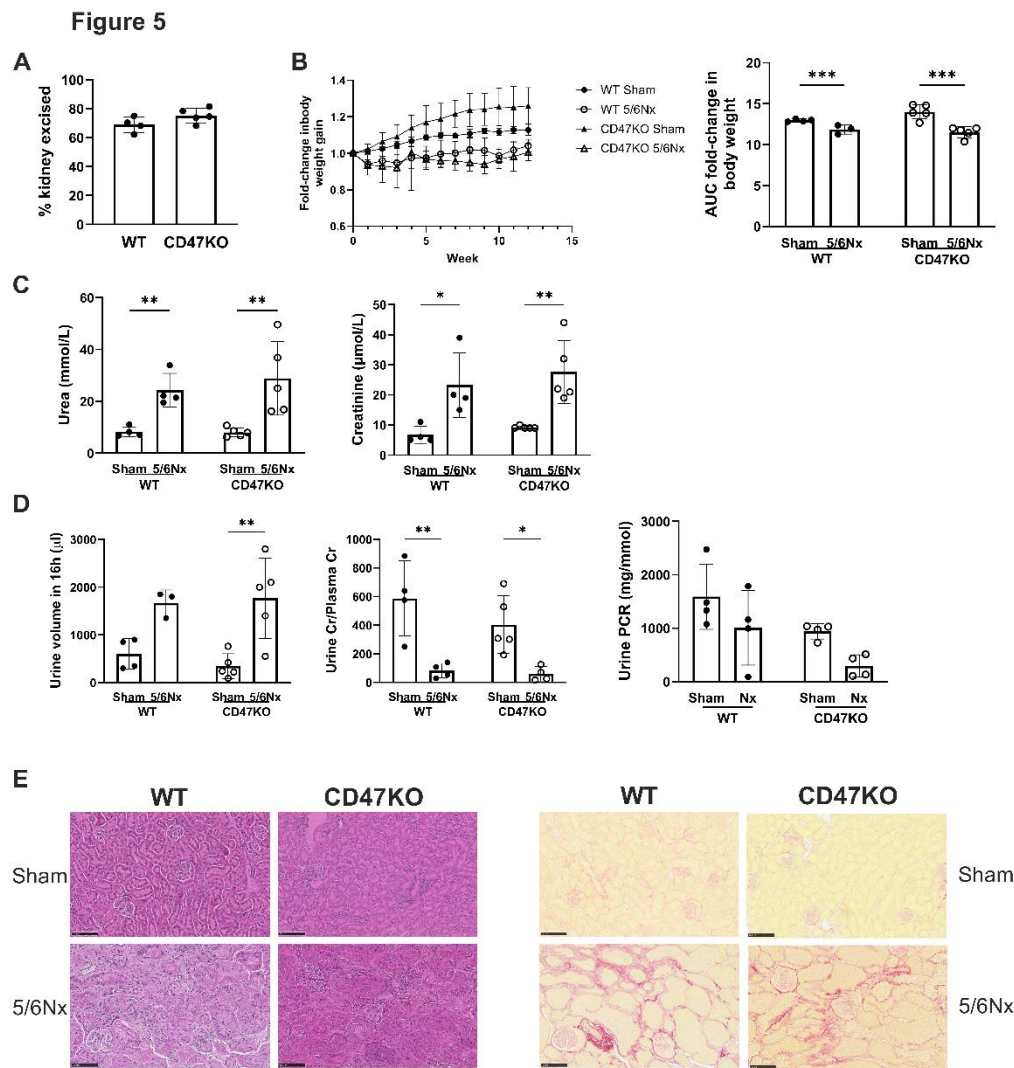 Figure 5
A
% kidney excised
100
80
60
40
20
0
WT CD47KO
B
Fold-change inbody
weight gain
1.4
1.2
1.0
0.8
0.6
0 5 10 15
Week
WT Sham
WT 5/6Nx
CD47KO Sham
CD47KO 5/6Nx
AUC fold-change in
body weight
20
15
10
5
0
*** ***
Sham 5/6Nx Sham 5/6Nx
WT CD47KO
C
Urea (mmol/L)
60
40
20
0
** **
Sham 5/6Nx Sham 5/6Nx
WT CD47KO
Creatinine (µmol/L)
50
40
30
20
10
0
* **
Sham 5/6Nx Sham 5/6Nx
WT CD47KO
D
Urine volume in 16h (µl)
3000
2000
1000
0
**
Sham 5/6Nx Sham 5/6Nx
WT CD47KO
Urine Cr/Plasma Cr
1000
800
600
400
200
0
** *
Sham 5/6Nx Sham 5/6Nx
WT CD47KO
Urine PCR (mg/mmol)
3000
2000
1000
0
Sham Nx Sham Nx
WT CD47KO
E
WT CD47KO WT CD47KO
Sham Sham
5/6Nx 5/6Nx